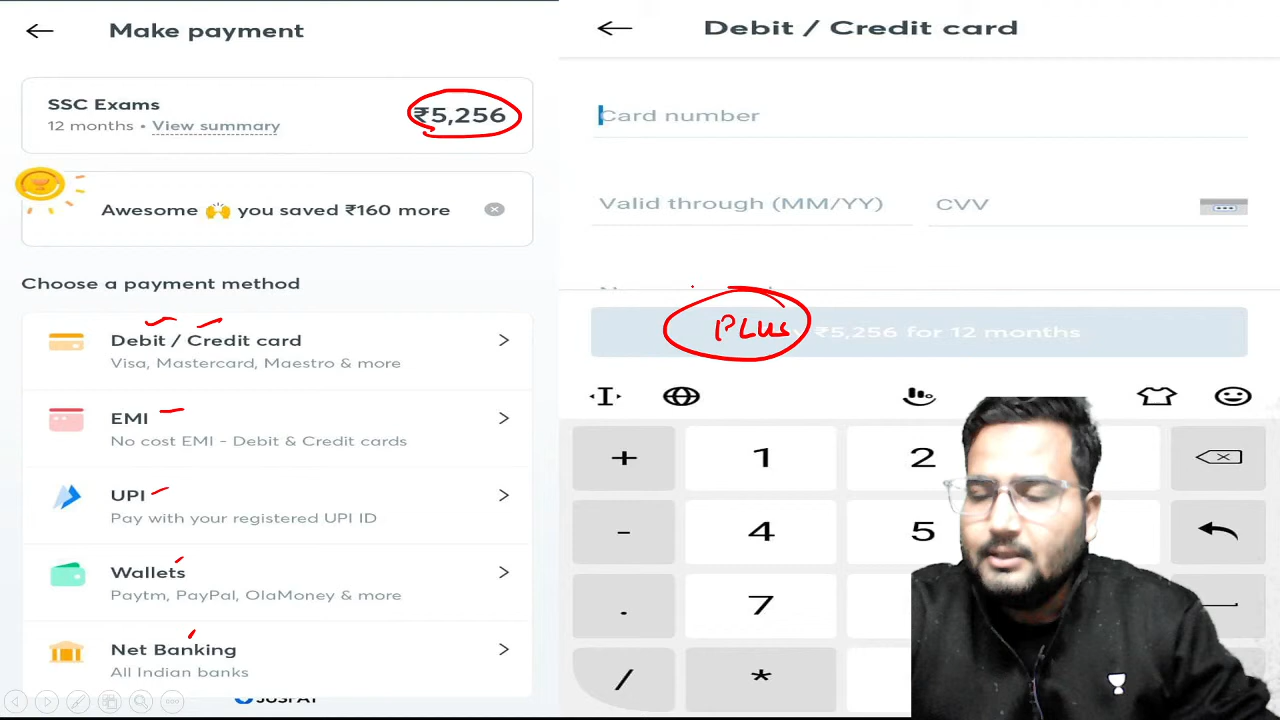 Make payment
SSC Exams
₹5,256
12 months • View summary
Awesome 🙌 you saved ₹160 more
Choose a payment method
Debit / Credit card
Visa, Mastercard, Maestro & more
EMI
No cost EMI - Debit & Credit cards
UPI
Pay with your registered UPI ID
Wallets
Paytm, PayPal, OlaMoney & more
Net Banking
All Indian banks
Debit / Credit card
Card number
Valid through (MM/YY)
CVV
PLus
₹5,256 for 12 months
+ 1 2
- 4 5
. 7
/ *